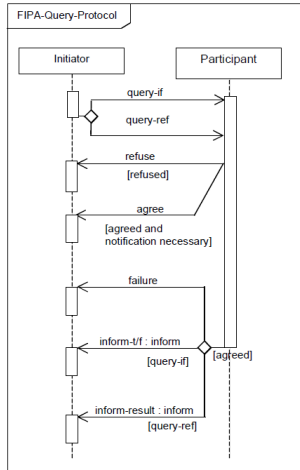 FIPA-Query-Protocol
Initiator
Participant
query-if
query-ref
refuse
[refused]
agree
[agreed and
notification necessary]
failure
inform-t/f : inform
[query-if]
[agreed]
inform-result : inform
[query-ref]